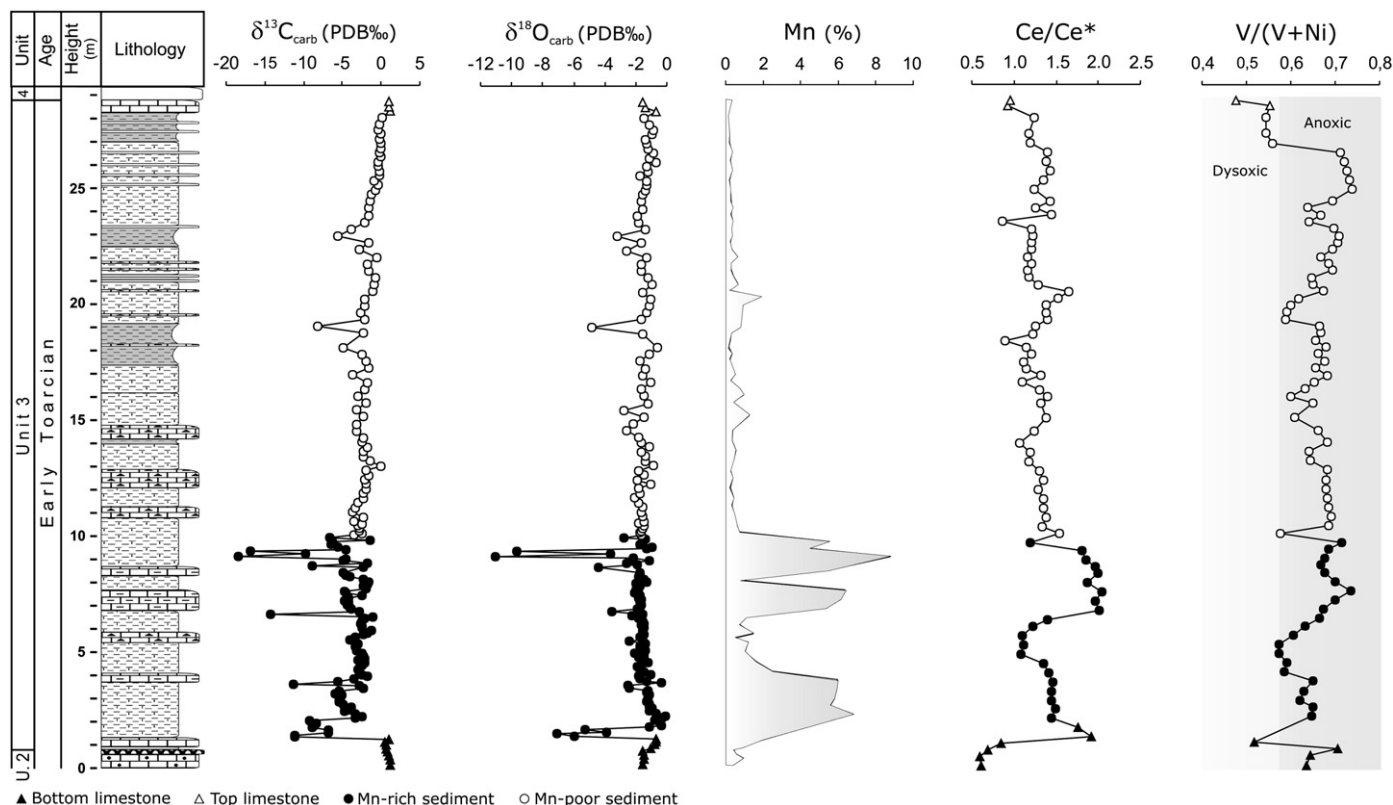 Unit
Age
Height (m)
Lithology
δ13Ccarb (PDB‰)
-20 -15 -10 -5 0 5
δ18Ocarb (PDB‰)
-12 -10 -8 -6 -4 -2 0
Mn (%)
0 2 4 6 8 10
Ce/Ce*
0.5 1.0 1.5 2.0 2.5
V/(V+Ni)
0,4 0,5 0,6 0,7 0,8
4
Unit 3
U.2
Early Toarcian
25
20
15
10
5
0
Anoxic
Dysoxic
▲ Bottom limestone △ Top limestone ● Mn-rich sediment ○ Mn-poor sediment